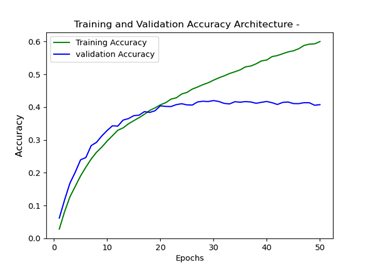 Training and Validation Accuracy Architecture -
Training Accuracy
validation Accuracy
0.6
0.5
0.4
0.3
0.2
0.1
0.0
Accuracy
0
10
20
30
40
50
Epochs